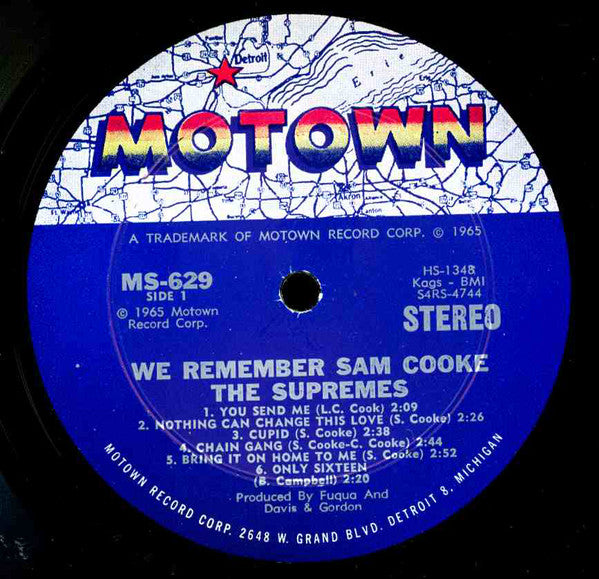 Detroit
Erie
MOTOWN
Akron
Canton
A TRADEMARK OF MOTOWN RECORD CORP. © 1965
MS-629
SIDE 1
© 1965 Motown
Record Corp.
HS-1348
Kags - BMI
S4RS-4744
STEREO
WE REMEMBER SAM COOKE
THE SUPREMES
1. YOU SEND ME (L.C. Cook) 2:09
2. NOTHING CAN CHANGE THIS LOVE (S. Cooke) 2:26
3. CUPID (S. Cooke) 2:38
4. CHAIN GANG (S. Cooke-C. Cooke) 2:44
5. BRING IT ON HOME TO ME (S. Cooke) 2:52
6. ONLY SIXTEEN
(B. Campbell) 2:20
Produced By Fuqua And
Davis & Gordon
MOTOWN RECORD CORP. 2648 W. GRAND BLVD. DETROIT 8, MICHIGAN